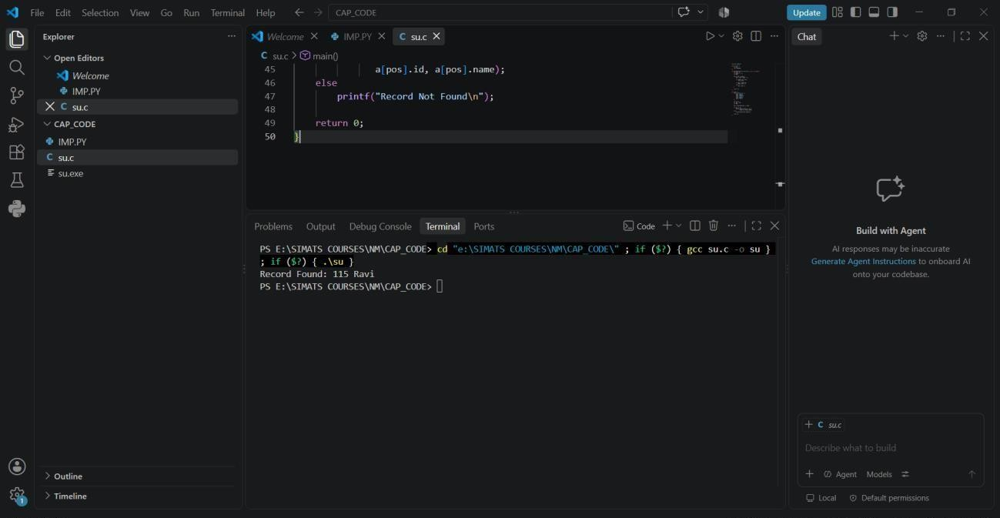 File Edit Selection View Go Run Terminal Help
CAP_CODE
Update
Explorer
Open Editors
Welcome
IMP.PY
C su.c
CAP_CODE
IMP.PY
C su.c
su.exe
Outline
Timeline
1
Welcome IMP.PY C su.c
C su.c > main()
45 a[pos].id, a[pos].name);
46 else
47 printf("Record Not Found\n");
48
49 return 0;
50 }
Problems Output Debug Console Terminal Ports
Code
PS E:\SIMATS COURSES\NM\CAP_CODE> cd "e:\SIMATS COURSES\NM\CAP_CODE\" ; if ($?) { gcc su.c -o su }
; if ($?) { .\su }
Record Found: 115 Ravi
PS E:\SIMATS COURSES\NM\CAP_CODE>
Chat
Build with Agent
AI responses may be inaccurate
Generate Agent Instructions to onboard AI
onto your codebase.
C su.c
Describe what to build
Agent Models
Local Default permissions